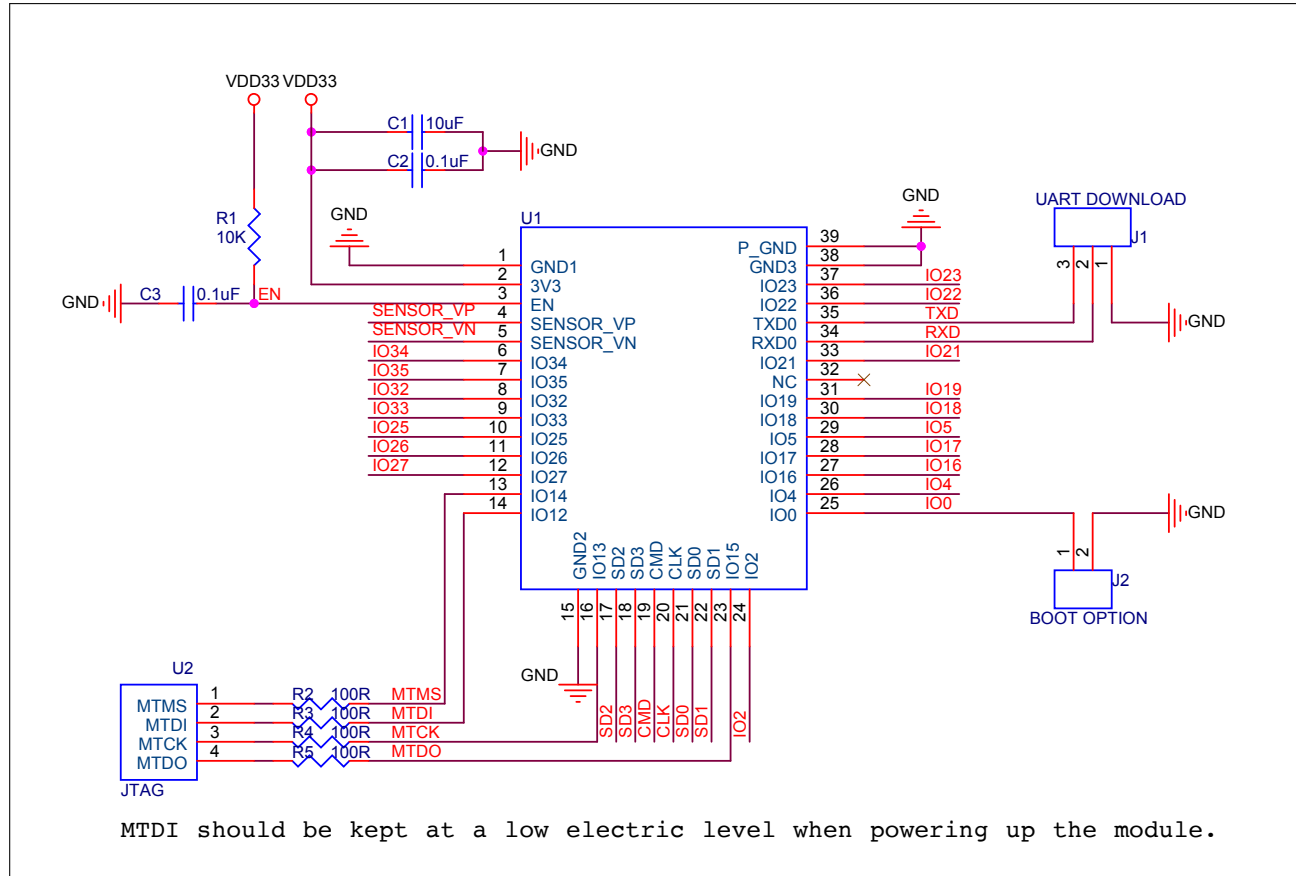 VDD33 VDD33
C1 10uF
C2 0.1uF
GND
R1
10K
GND
C3 0.1uF EN
GND
U1
1 GND1
2 3V3
3 EN
SENSOR_VP 4 SENSOR_VP
SENSOR_VN 5 SENSOR_VN
IO34 6 IO34
IO35 7 IO35
IO32 8 IO32
IO33 9 IO33
IO25 10 IO25
IO26 11 IO26
IO27 12 IO27
13 IO14
14 IO12
GND
P_GND 39
GND3 38
IO23 37 IO23
IO22 36 IO22
TXD0 35 TXD
RXD0 34 RXD
IO21 33 IO21
NC 32
IO19 31 IO19
IO18 30 IO18
IO5 29 IO5
IO17 28 IO17
IO16 27 IO16
IO4 26 IO4
IO0 25 IO0
UART DOWNLOAD
J1
3 2 1
GND
GND
1 2
J2
BOOT OPTION
GND2 IO13 SD2 SD3 CMD CLK SD0 SD1 IO15 IO2
15 16 17 18 19 20 21 22 23 24
GND
SD2 SD3 CMD CLK SD0 SD1 IO2
U2
MTMS 1 R2 100R MTMS
MTDI 2 R3 100R MTDI
MTCK 3 R4 100R MTCK
MTDO 4 R5 100R MTDO
JTAG
MTDI should be kept at a low electric level when powering up the module.